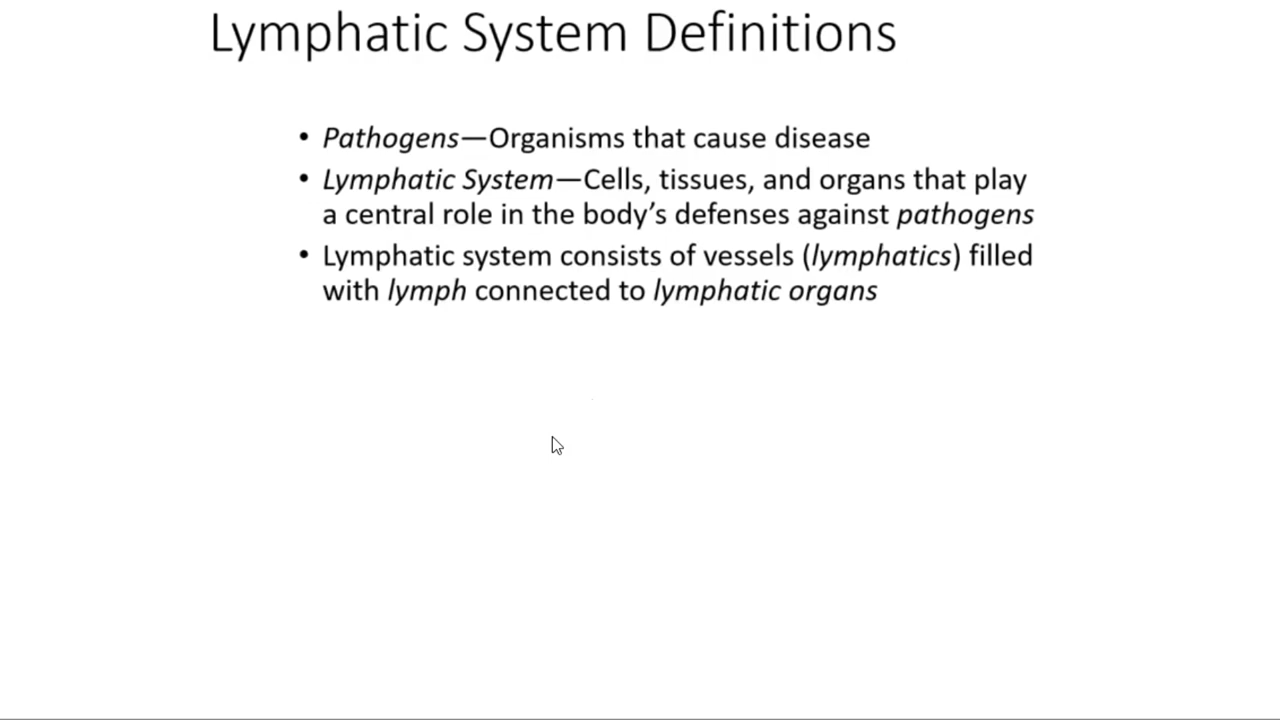 Lymphatic System Definitions
• Pathogens—Organisms that cause disease
• Lymphatic System—Cells, tissues, and organs that play
a central role in the body’s defenses against pathogens
• Lymphatic system consists of vessels (lymphatics) filled
with lymph connected to lymphatic organs